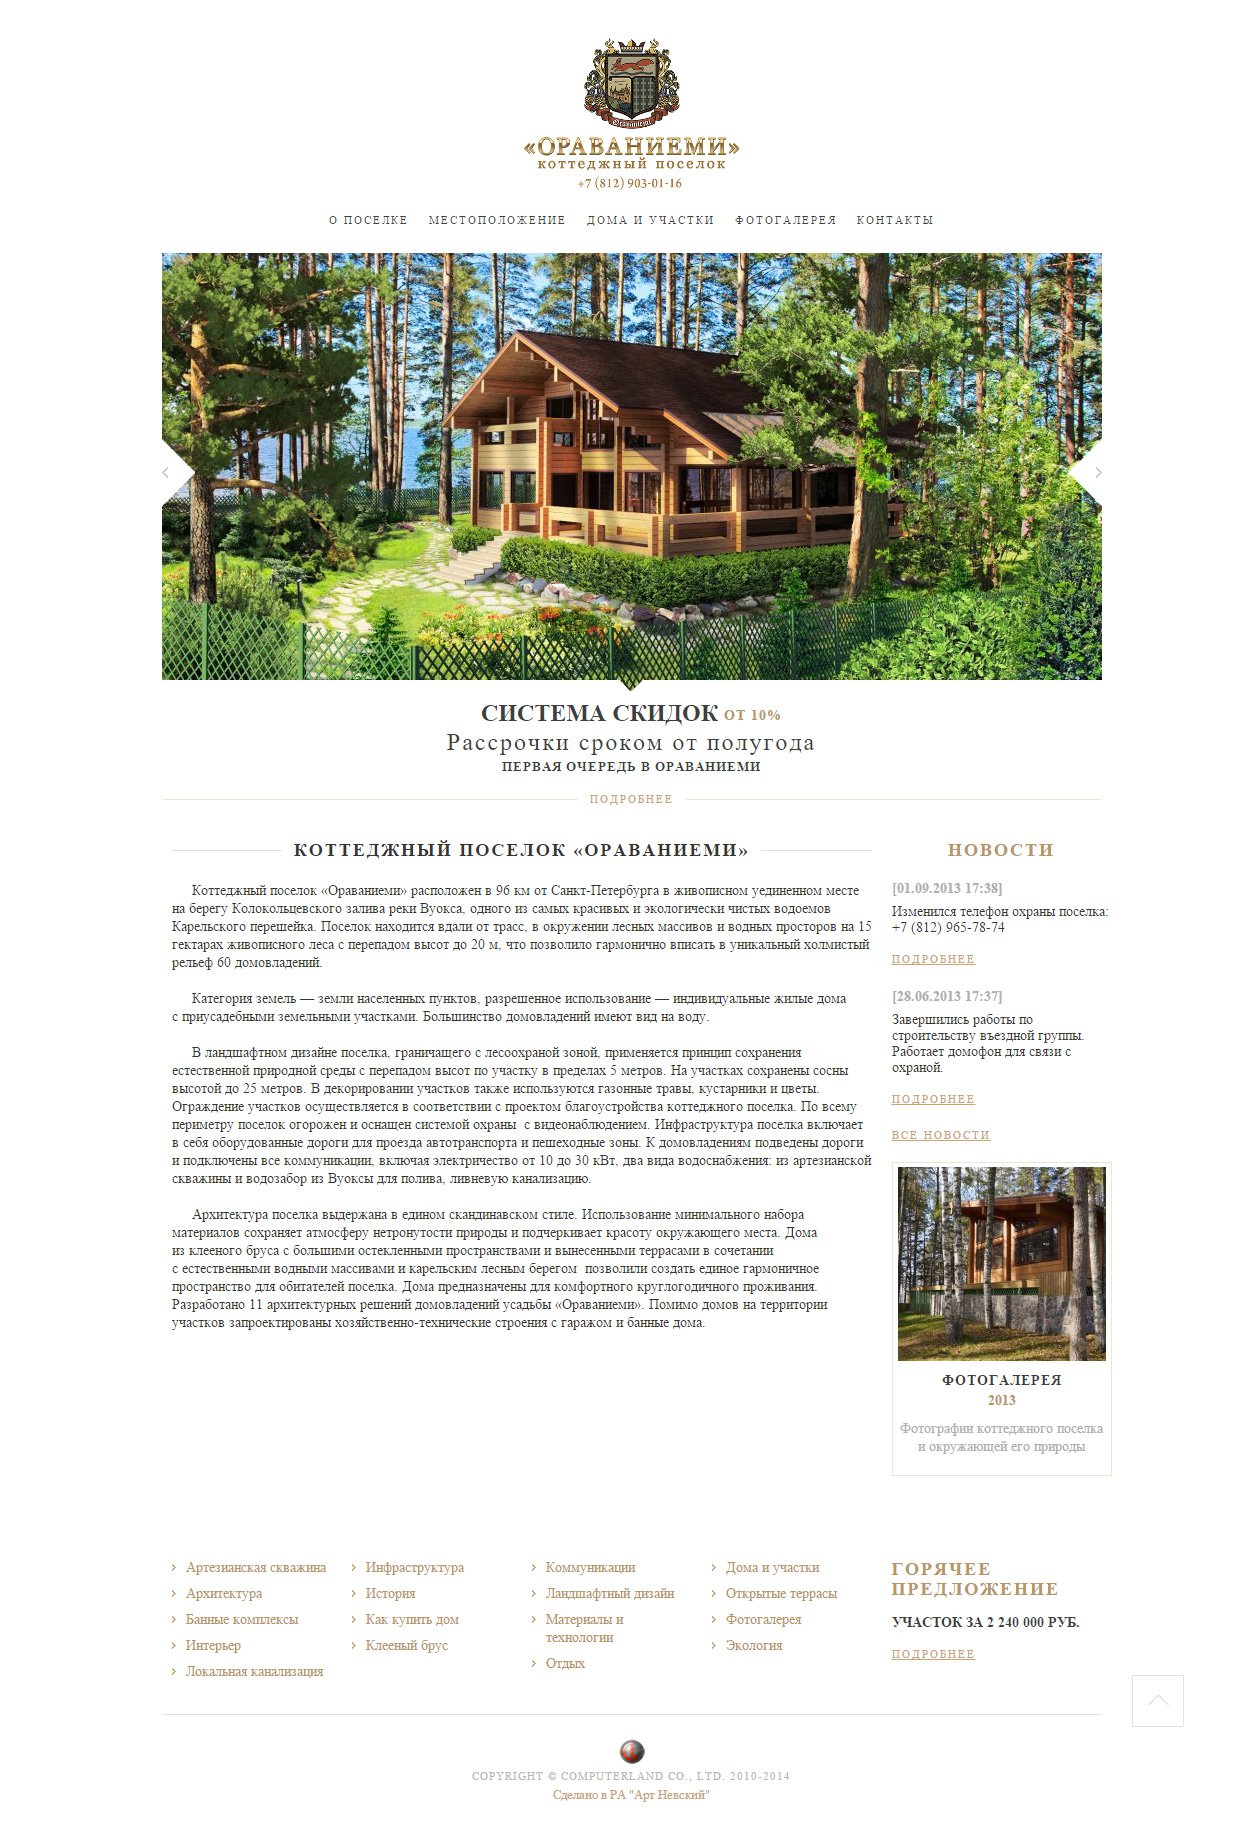 Oravaniemi
«ОРАВАНИЕМИ»
коттеджный поселок
+7 (812) 903-01-16
О ПОСЕЛКЕ МЕСТОПОЛОЖЕНИЕ ДОМА И УЧАСТКИ ФОТОГАЛЕРЕЯ КОНТАКТЫ
СИСТЕМА СКИДОК ОТ 10%
Рассрочки сроком от полугода
ПЕРВАЯ ОЧЕРЕДЬ В ОРАВАНИЕМИ
ПОДРОБНЕЕ
КОТТЕДЖНЫЙ ПОСЕЛОК «ОРАВАНИЕМИ»
Коттеджный поселок «Ораваниеми» расположен в 96 км от Санкт-Петербурга в живописном уединенном месте
на берегу Колокольцевского залива реки Вуокса, одного из самых красивых и экологически чистых водоемов
Карельского перешейка. Поселок находится вдали от трасс, в окружении лесных массивов и водных просторов на 15
гектарах живописного леса с перепадом высот до 20 м, что позволило гармонично вписать в уникальный холмистый
рельеф 60 домовладений.
Категория земель — земли населенных пунктов, разрешенное использование — индивидуальные жилые дома
с приусадебными земельными участками. Большинство домовладений имеют вид на воду.
В ландшафтном дизайне поселка, граничащего с лесоохраной зоной, применяется принцип сохранения
естественной природной среды с перепадом высот по участку в пределах 5 метров. На участках сохранены сосны
высотой до 25 метров. В декорировании участков также используются газонные травы, кустарники и цветы.
Ограждение участков осуществляется в соответствии с проектом благоустройства коттеджного поселка. По всему
периметру поселок огорожен и оснащен системой охраны с видеонаблюдением. Инфраструктура поселка включает
в себя оборудованные дороги для проезда автотранспорта и пешеходные зоны. К домовладениям подведены дороги
и подключены все коммуникации, включая электричество от 10 до 30 кВт, два вида водоснабжения: из артезианской
скважины и водозабор из Вуоксы для полива, ливневую канализацию.
Архитектура поселка выдержана в едином скандинавском стиле. Использование минимального набора
материалов сохраняет атмосферу нетронутости природы и подчеркивает красоту окружающего места. Дома
из клееного бруса с большими остекленными пространствами и вынесенными террасами в сочетании
с естественными водными массивами и карельским лесным берегом позволили создать единое гармоничное
пространство для обитателей поселка. Дома предназначены для комфортного круглогодичного проживания.
Разработано 11 архитектурных решений домовладений усадьбы «Ораваниеми». Помимо домов на территории
участков запроектированы хозяйственно-технические строения с гаражом и банные дома.
НОВОСТИ
[01.09.2013 17:38]
Изменился телефон охраны поселка:
+7 (812) 965-78-74
ПОДРОБНЕЕ
[28.06.2013 17:37]
Завершились работы по
строительству въездной группы.
Работает домофон для связи с
охраной.
ПОДРОБНЕЕ
ВСЕ НОВОСТИ
ФОТОГАЛЕРЕЯ
2013
Фотографии коттеджного поселка
и окружающей его природы
Артезианская скважина
Архитектура
Банные комплексы
Интерьер
Локальная канализация
Инфраструктура
История
Как купить дом
Клееный брус
Коммуникации
Ландшафтный дизайн
Материалы и
технологии
Отдых
Дома и участки
Открытые террасы
Фотогалерея
Экология
ГОРЯЧЕЕ
ПРЕДЛОЖЕНИЕ
УЧАСТОК ЗА 2 240 000 РУБ.
ПОДРОБНЕЕ
COPYRIGHT © COMPUTERLAND CO., LTD. 2010-2014
Сделано в РА "Арт Невский"